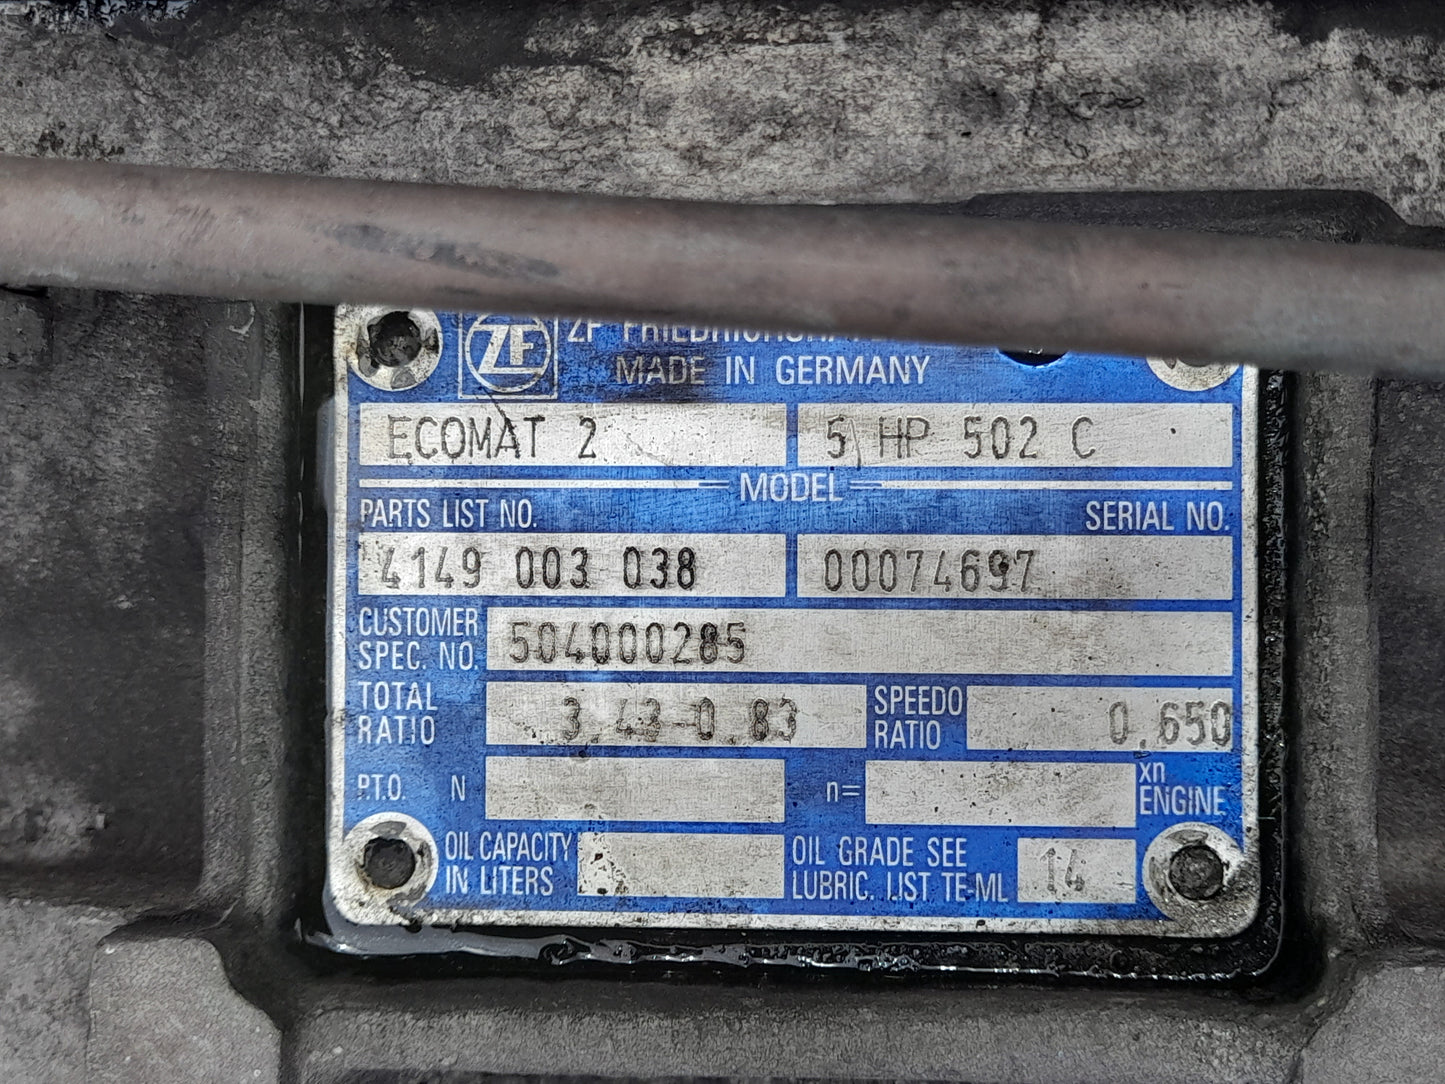 ZF ZF FRIEDRICHSHAFEN
MADE IN GERMANY
ECOMAT 2 5 HP 502 C
MODEL
PARTS LIST NO. SERIAL NO.
4149 003 038 00074697
CUSTOMER
SPEC. NO. 504000285
TOTAL
RATIO 3,43-0,83 SPEEDO
RATIO 0,650
P.T.O. N n= xn
ENGINE
OIL CAPACITY
IN LITERS
OIL GRADE SEE
LUBRIC. LIST TE-ML 14